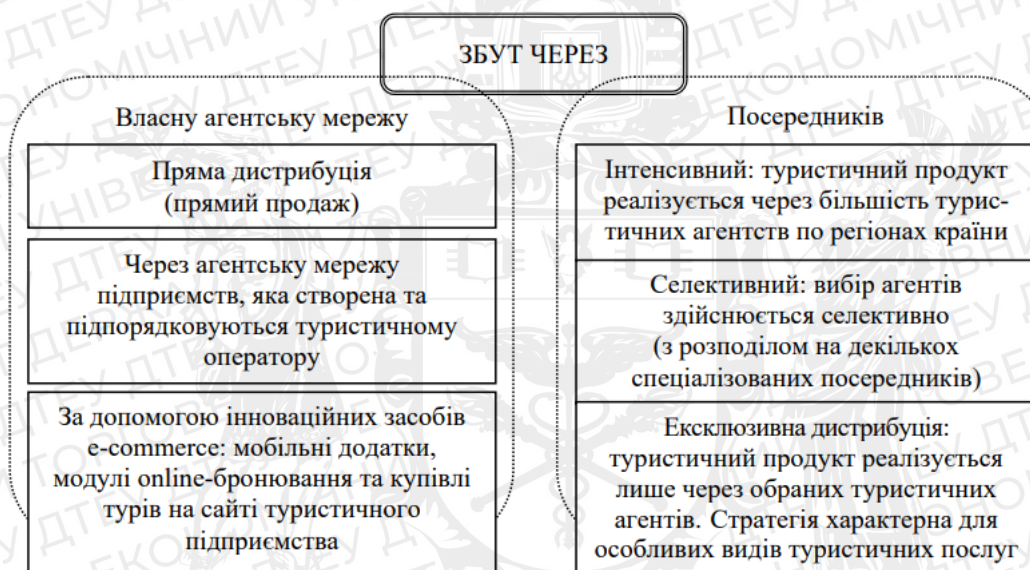 ЗБУТ ЧЕРЕЗ
Власну агентську мережу
Пряма дистрибуція
(прямий продаж)
Через агентську мережу
підприємств, яка створена та
підпорядковуються туристичному
оператору
За допомогою інноваційних засобів
e-commerce: мобільні додатки,
модулі online-бронювання та купівлі
турів на сайті туристичного
підприємства
Посередників
Інтенсивний: туристичний продукт
реалізується через більшість турис-
тичних агентств по регіонах країни
Селективний: вибір агентів
здійснюється селективно
(з розподілом на декількох
спеціалізованих посередників)
Ексклюзивна дистрибуція:
туристичний продукт реалізується
лише через обраних туристичних
агентів. Стратегія характерна для
особливих видів туристичних послуг